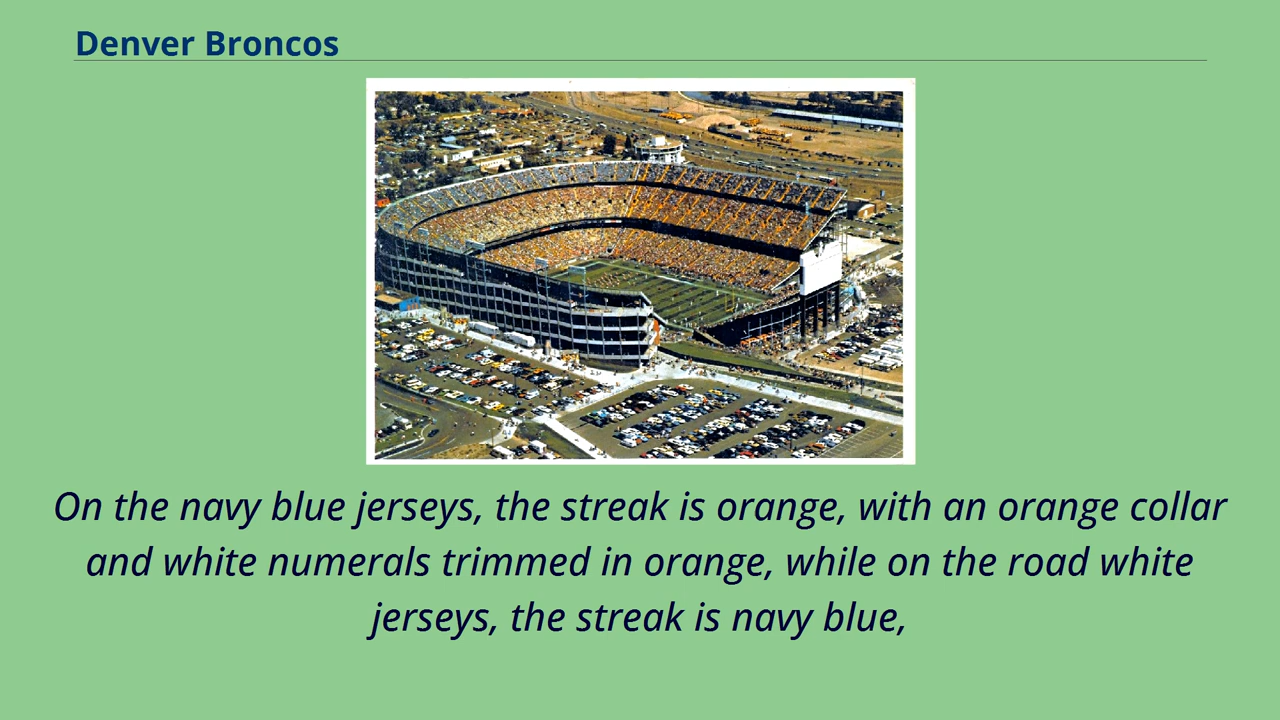 Denver Broncos
On the navy blue jerseys, the streak is orange, with an orange collar
and white numerals trimmed in orange, while on the road white
jerseys, the streak is navy blue,